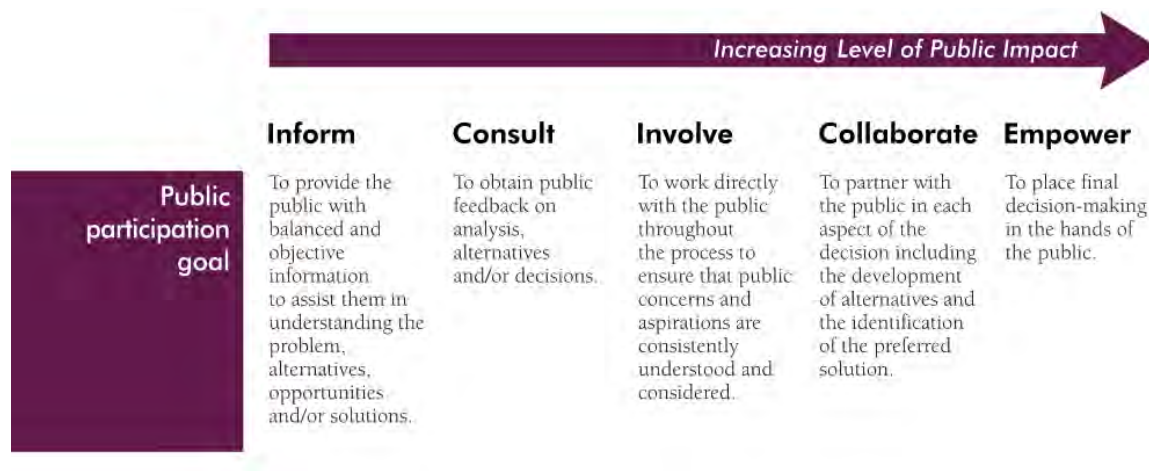 Increasing Level of Public Impact
Inform
Consult
Involve
Collaborate
Empower
Public
participation
goal
To provide the
public with
balanced and
objective
information
to assist them in
understanding the
problem,
alternatives,
opportunities
and/or solutions.
To obtain public
feedback on
analysis,
alternatives
and/or decisions.
To work directly
with the public
throughout
the process to
ensure that public
concerns and
aspirations are
consistently
understood and
considered.
To partner with
the public in each
aspect of the
decision including
the development
of alternatives and
the identification
of the preferred
solution.
To place final
decision-making
in the hands of
the public.